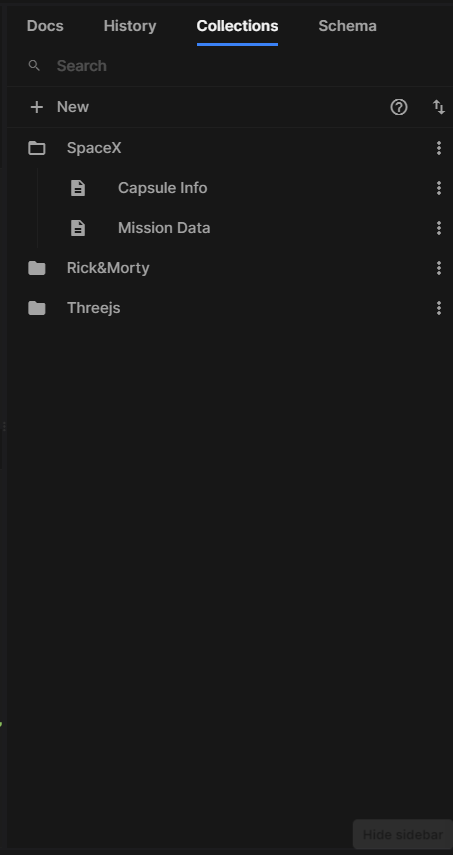 Docs History Collections Schema
Search
New
SpaceX
Capsule Info
Mission Data
Rick&Morty
Threejs
Hide sidebar